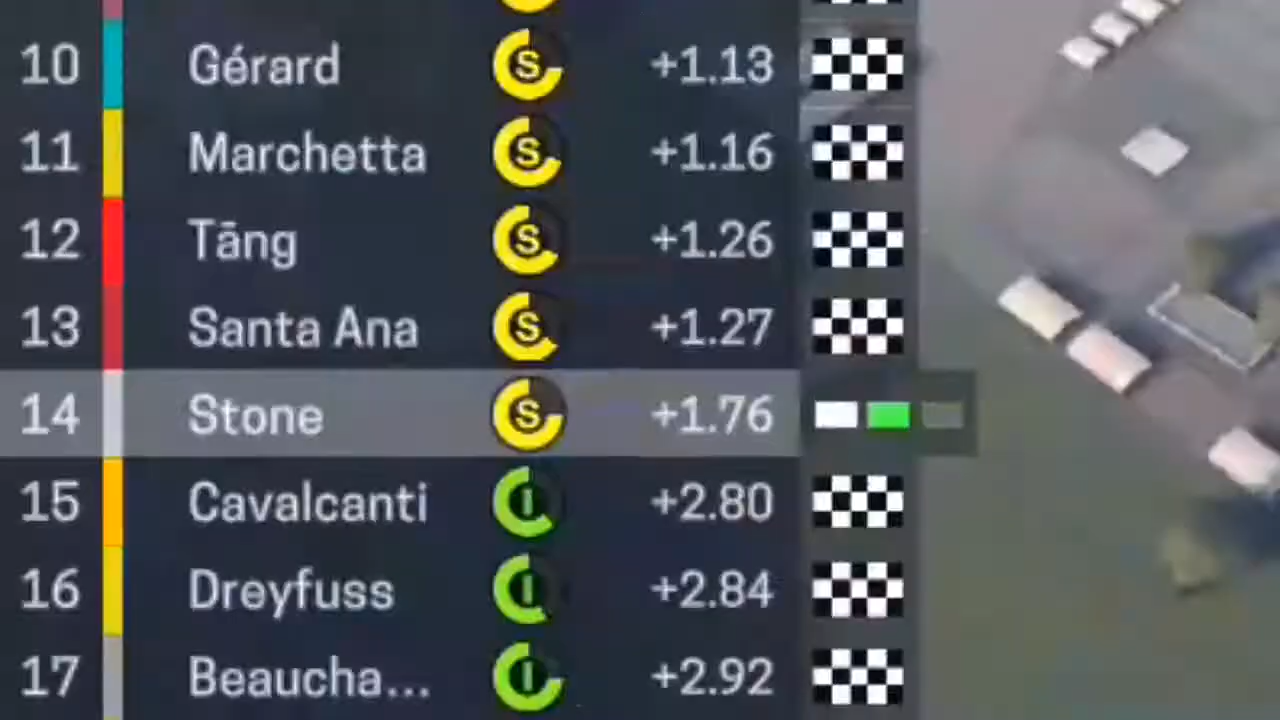 10 Gérard S +1.13
11 Marchetta S +1.16
12 Tāng S +1.26
13 Santa Ana S +1.27
14 Stone S +1.76
15 Cavalcanti I +2.80
16 Dreyfuss I +2.84
17 Beaucha... I +2.92